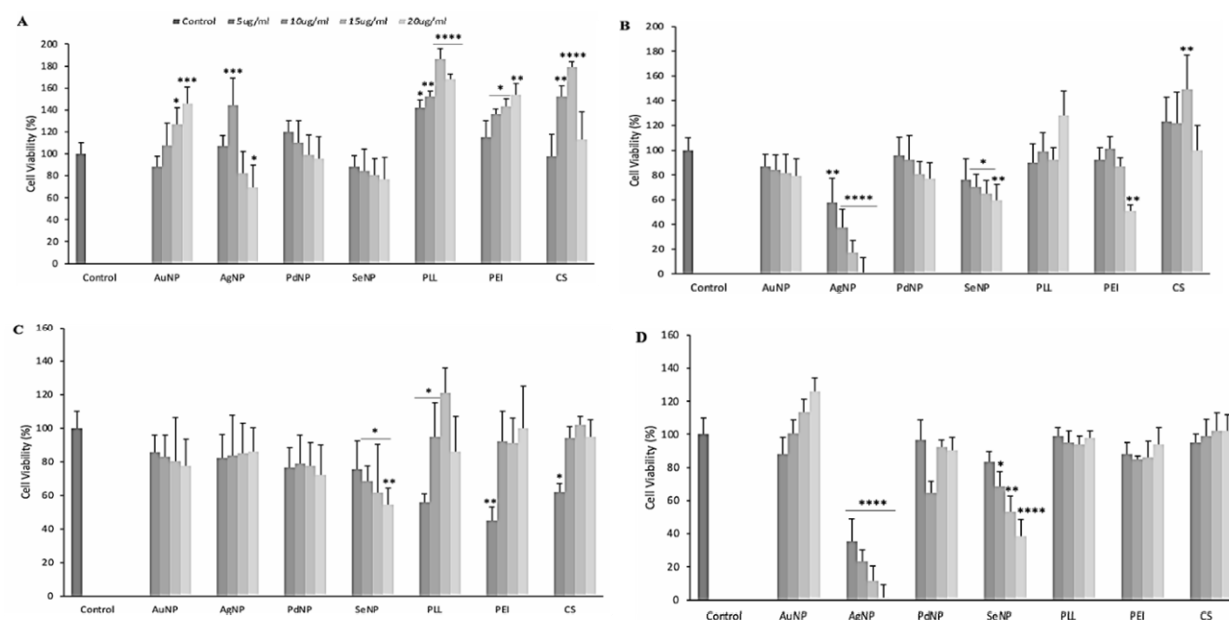 A
Control 5ug/ml 10ug/ml 15ug/ml 20ug/ml
Cell Viability (%)
200
180
160
140
120
100
80
60
40
20
0
* *** *** * * ** **** * ** ** ****
Control AuNP AgNP PdNP SeNP PLL PEI CS
B
Cell Viability (%)
200
180
160
140
120
100
80
60
40
20
0
** **** * ** ** **
Control AuNP AgNP PdNP SeNP PLL PEI CS
C
Cell Viability (%)
160
140
120
100
80
60
40
20
0
* ** * ** *
Control AuNP AgNP PdNP SeNP PLL PEI CS
D
Cell Viability (%)
160
140
120
100
80
60
40
20
0
**** * ** ****
Control AuNP AgNP PdNP SeNP PLL PEI CS